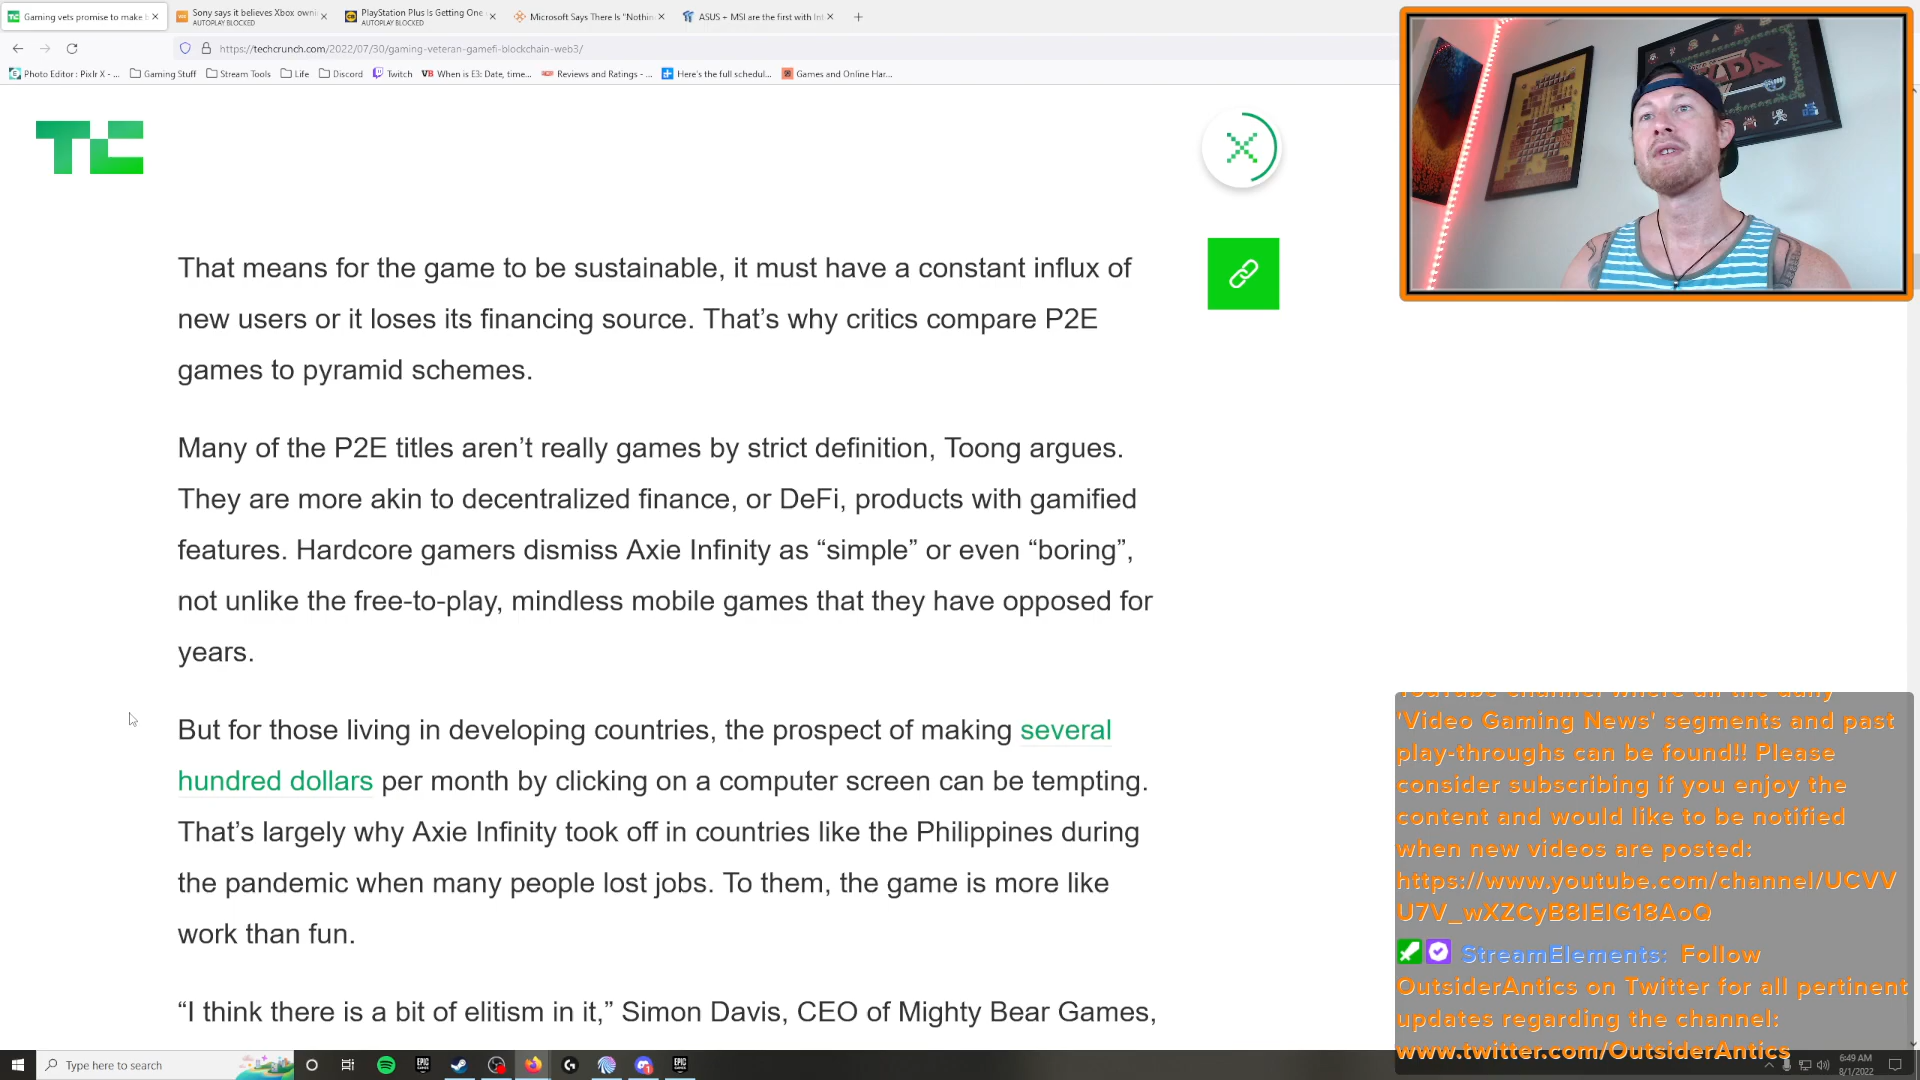 Gaming vets promise to make b
Sony says it believes Xbox owni
AUTOPLAY BLOCKED
PlayStation Plus Is Getting One
AUTOPLAY BLOCKED
Microsoft Says There Is "Nothin
ASUS + MSI are the first with Int
https://techcrunch.com/2022/07/30/gaming-veteran-gamefi-blockchain-web3/
Photo Editor : Pixlr X - ...
Gaming Stuff
Stream Tools
Life
Discord
Twitch
When is E3: Date, time...
Reviews and Ratings - ...
Here's the full schedul...
Games and Online Har...
TC
That means for the game to be sustainable, it must have a constant influx of
new users or it loses its financing source. That’s why critics compare P2E
games to pyramid schemes.
Many of the P2E titles aren’t really games by strict definition, Toong argues.
They are more akin to decentralized finance, or DeFi, products with gamified
features. Hardcore gamers dismiss Axie Infinity as “simple” or even “boring”,
not unlike the free-to-play, mindless mobile games that they have opposed for
years.
But for those living in developing countries, the prospect of making several
hundred dollars per month by clicking on a computer screen can be tempting.
That’s largely why Axie Infinity took off in countries like the Philippines during
the pandemic when many people lost jobs. To them, the game is more like
work than fun.
“I think there is a bit of elitism in it,” Simon Davis, CEO of Mighty Bear Games,
YouTube channel where all the daily
'Video Gaming News' segments and past
play-throughs can be found!! Please
consider subscribing if you enjoy the
content and would like to be notified
when new videos are posted:
https://www.youtube.com/channel/UCVV
U7V_wXZCyB8IEIG18AoQ
StreamElements: Follow
OutsiderAntics on Twitter for all pertinent
updates regarding the channel:
www.twitter.com/OutsiderAntics
Type here to search
6:49 AM
8/1/2022